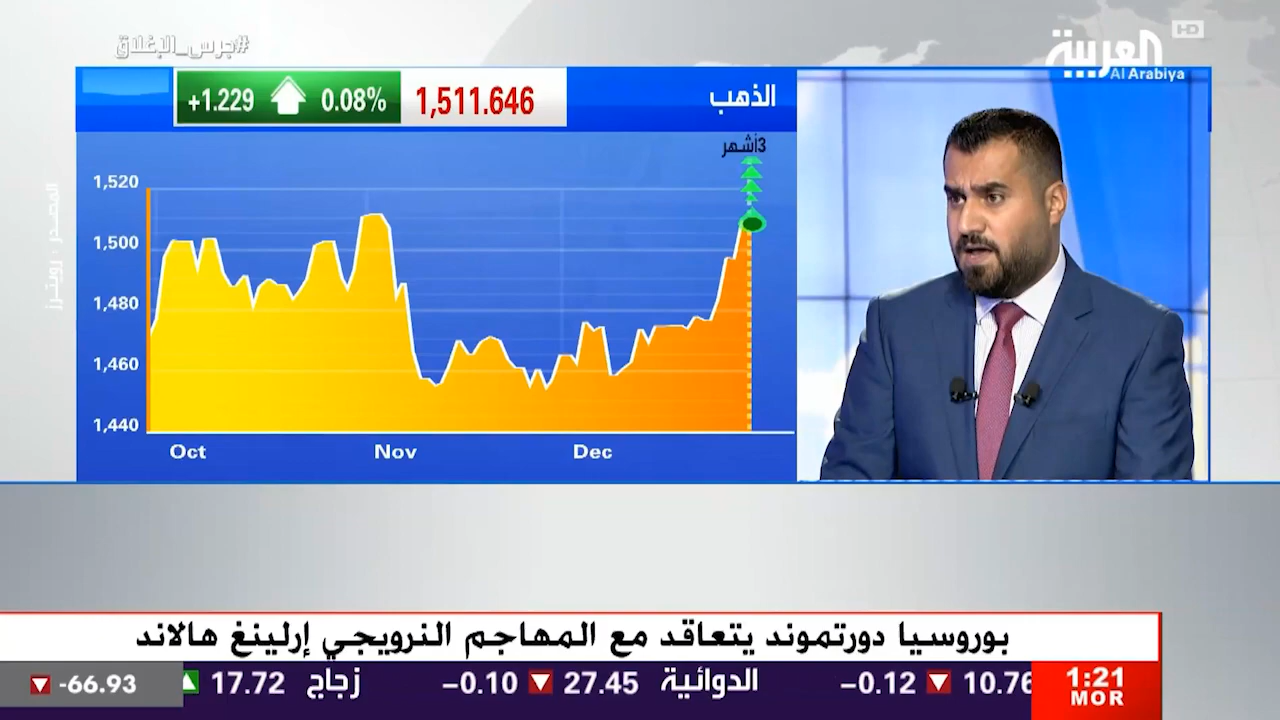 #جرس_الإغلاق
العربية HD
Al Arabiya
الذهب 1,511.646 0.08% +1.229
3أشهر
المصدر : رويترز
1,520
1,500
1,480
1,460
1,440
Oct Nov Dec
بوروسيا دورتموند يتعاقد مع المهاجم النرويجي إرلينغ هالاند
1:21
MOR
10.76 -0.12 الدوائية 27.45 -0.10 زجاج 17.72 -66.93